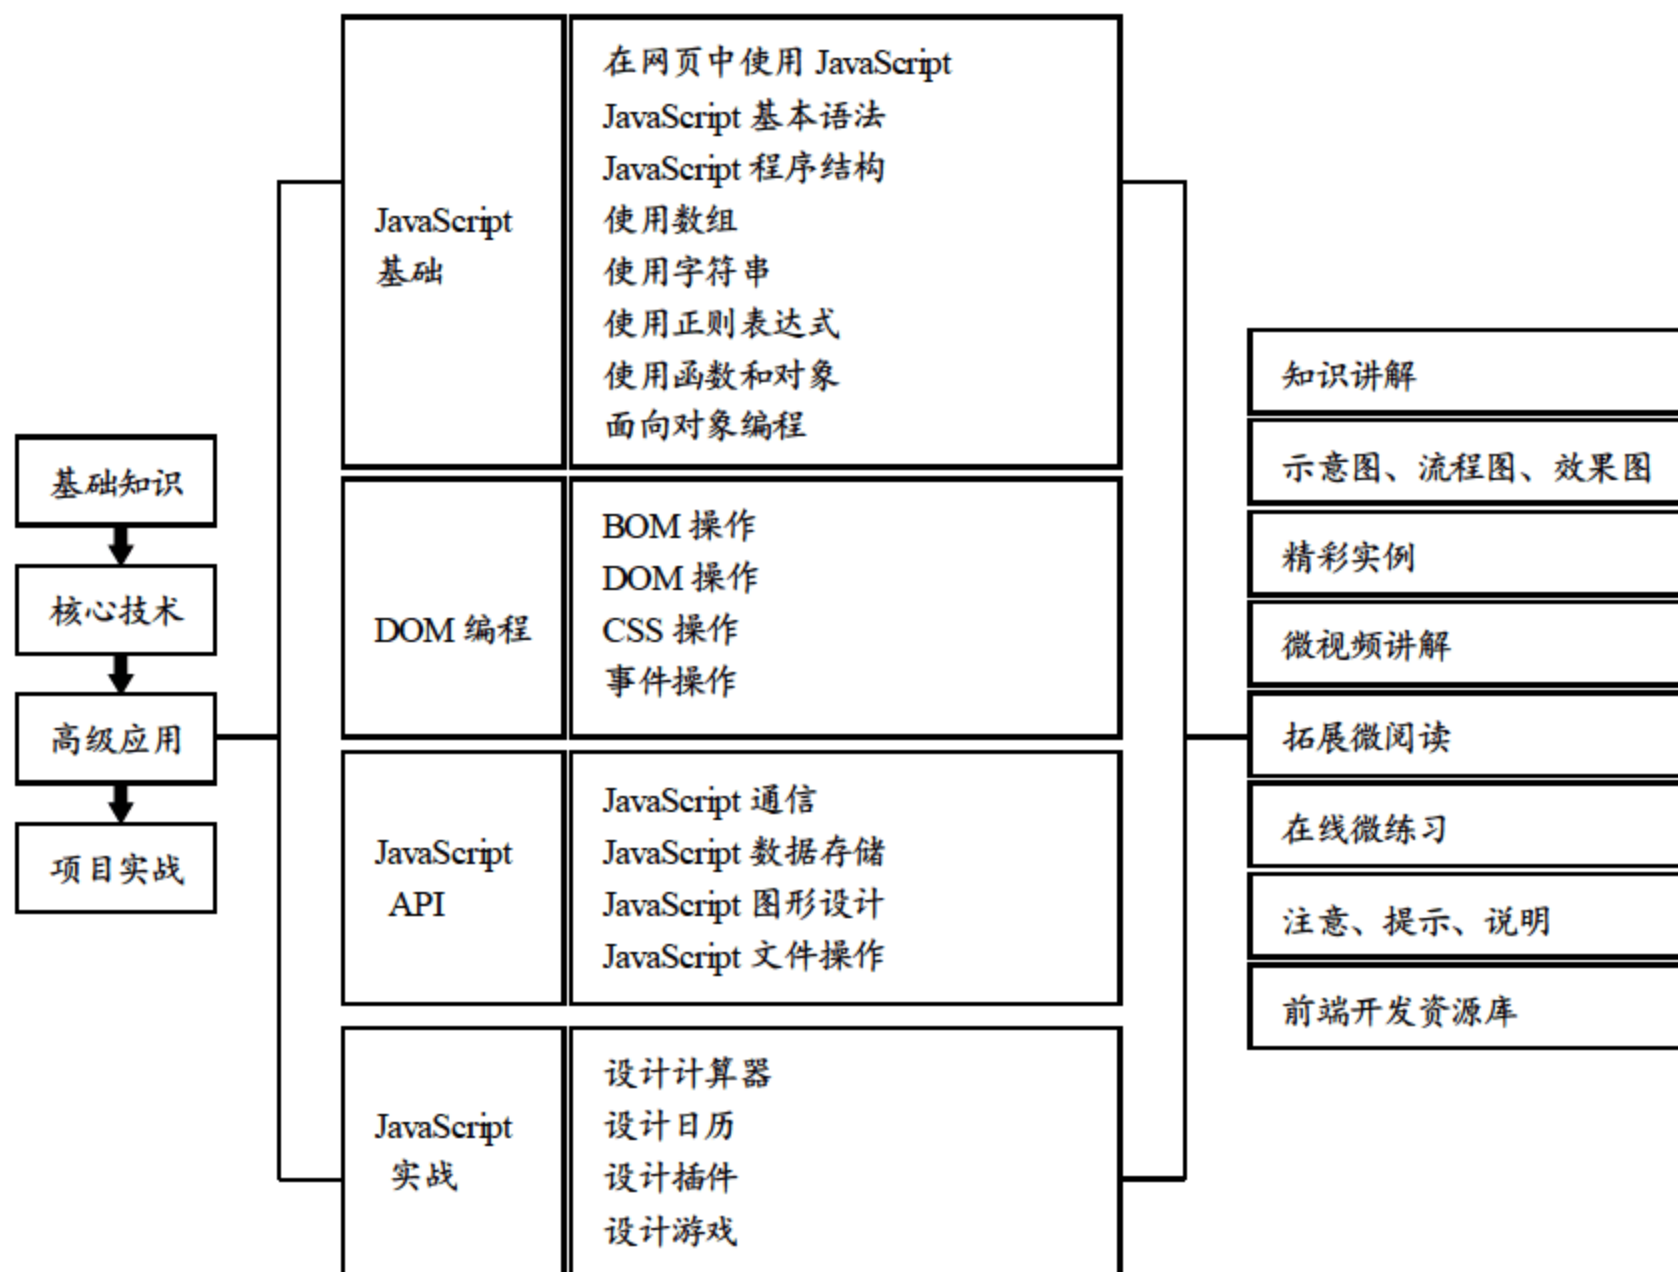 基础知识
核心技术
高级应用
项目实战
JavaScript
基础
在网页中使用 JavaScript
JavaScript 基本语法
JavaScript 程序结构
使用数组
使用字符串
使用正则表达式
使用函数和对象
面向对象编程
DOM 编程
BOM 操作
DOM 操作
CSS 操作
事件操作
JavaScript
API
JavaScript 通信
JavaScript 数据存储
JavaScript 图形设计
JavaScript 文件操作
JavaScript
实战
设计计算器
设计日历
设计插件
设计游戏
知识讲解
示意图、流程图、效果图
精彩实例
微视频讲解
拓展微阅读
在线微练习
注意、提示、说明
前端开发资源库